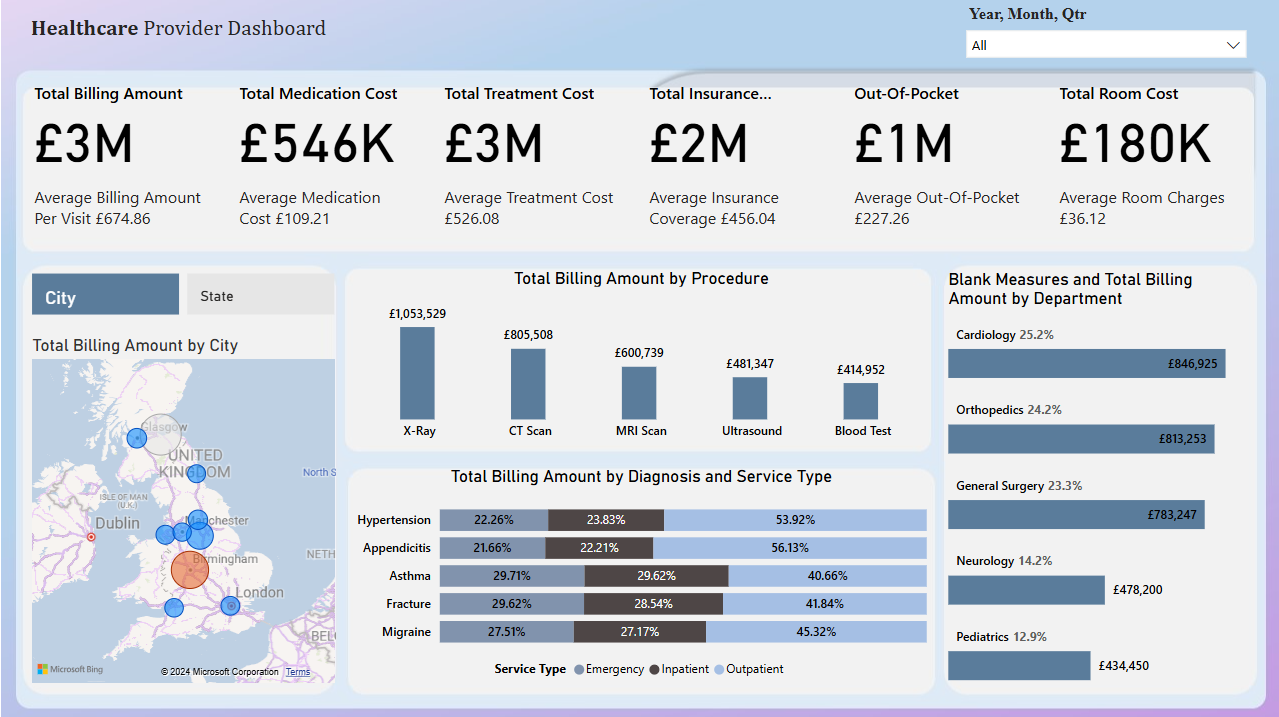 Healthcare Provider Dashboard
Year, Month, Qtr
All
Total Billing Amount
£3M
Average Billing Amount
Per Visit £674.86
Total Medication Cost
£546K
Average Medication
Cost £109.21
Total Treatment Cost
£3M
Average Treatment Cost
£526.08
Total Insurance...
£2M
Average Insurance
Coverage £456.04
Out-Of-Pocket
£1M
Average Out-Of-Pocket
£227.26
Total Room Cost
£180K
Average Room Charges
£36.12
City
State
Total Billing Amount by City
Glasgow
UNITED
KINGDOM
North S
ISLE OF MAN
(U.K.)
Dublin
Manchester
NETH
Birmingham
London
BEL
Microsoft Bing
© 2024 Microsoft Corporation Terms
Total Billing Amount by Procedure
£1,053,529
£805,508
£600,739
£481,347
£414,952
X-Ray
CT Scan
MRI Scan
Ultrasound
Blood Test
Total Billing Amount by Diagnosis and Service Type
Hypertension 22.26% 23.83% 53.92%
Appendicitis 21.66% 22.21% 56.13%
Asthma 29.71% 29.62% 40.66%
Fracture 29.62% 28.54% 41.84%
Migraine 27.51% 27.17% 45.32%
Service Type Emergency Inpatient Outpatient
Blank Measures and Total Billing
Amount by Department
Cardiology 25.2%
£846,925
Orthopedics 24.2%
£813,253
General Surgery 23.3%
£783,247
Neurology 14.2%
£478,200
Pediatrics 12.9%
£434,450